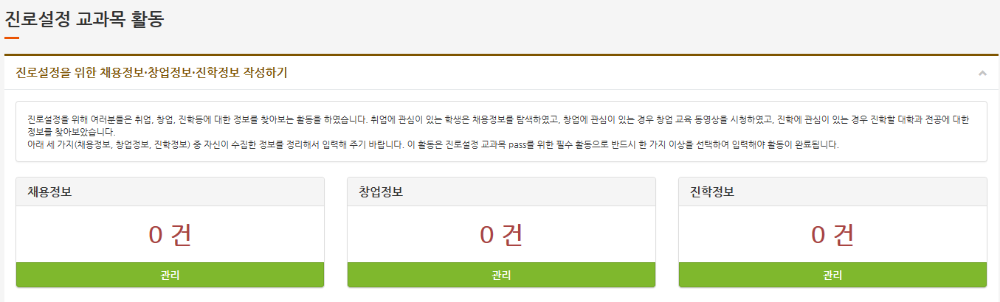 진로설정 교과목 활동
진로설정을 위한 채용정보·창업정보·진학정보 작성하기
진로설정을 위해 여러분들은 취업, 창업, 진학등에 대한 정보를 찾아보는 활동을 하였습니다. 취업에 관심이 있는 학생은 채용정보를 탐색하였고, 창업에 관심이 있는 경우 창업 교육 동영상을 시청하였고, 진학에 관심이 있는 경우 진학할 대학과 전공에 대한
정보를 찾아보았습니다.
아래 세 가지(채용정보, 창업정보, 진학정보) 중 자신이 수집한 정보를 정리해서 입력해 주기 바랍니다. 이 활동은 진로설정 교과목 pass를 위한 필수 활동으로 반드시 한 가지 이상을 선택하여 입력해야 활동이 완료됩니다.
채용정보
0 건
관리
창업정보
0 건
관리
진학정보
0 건
관리